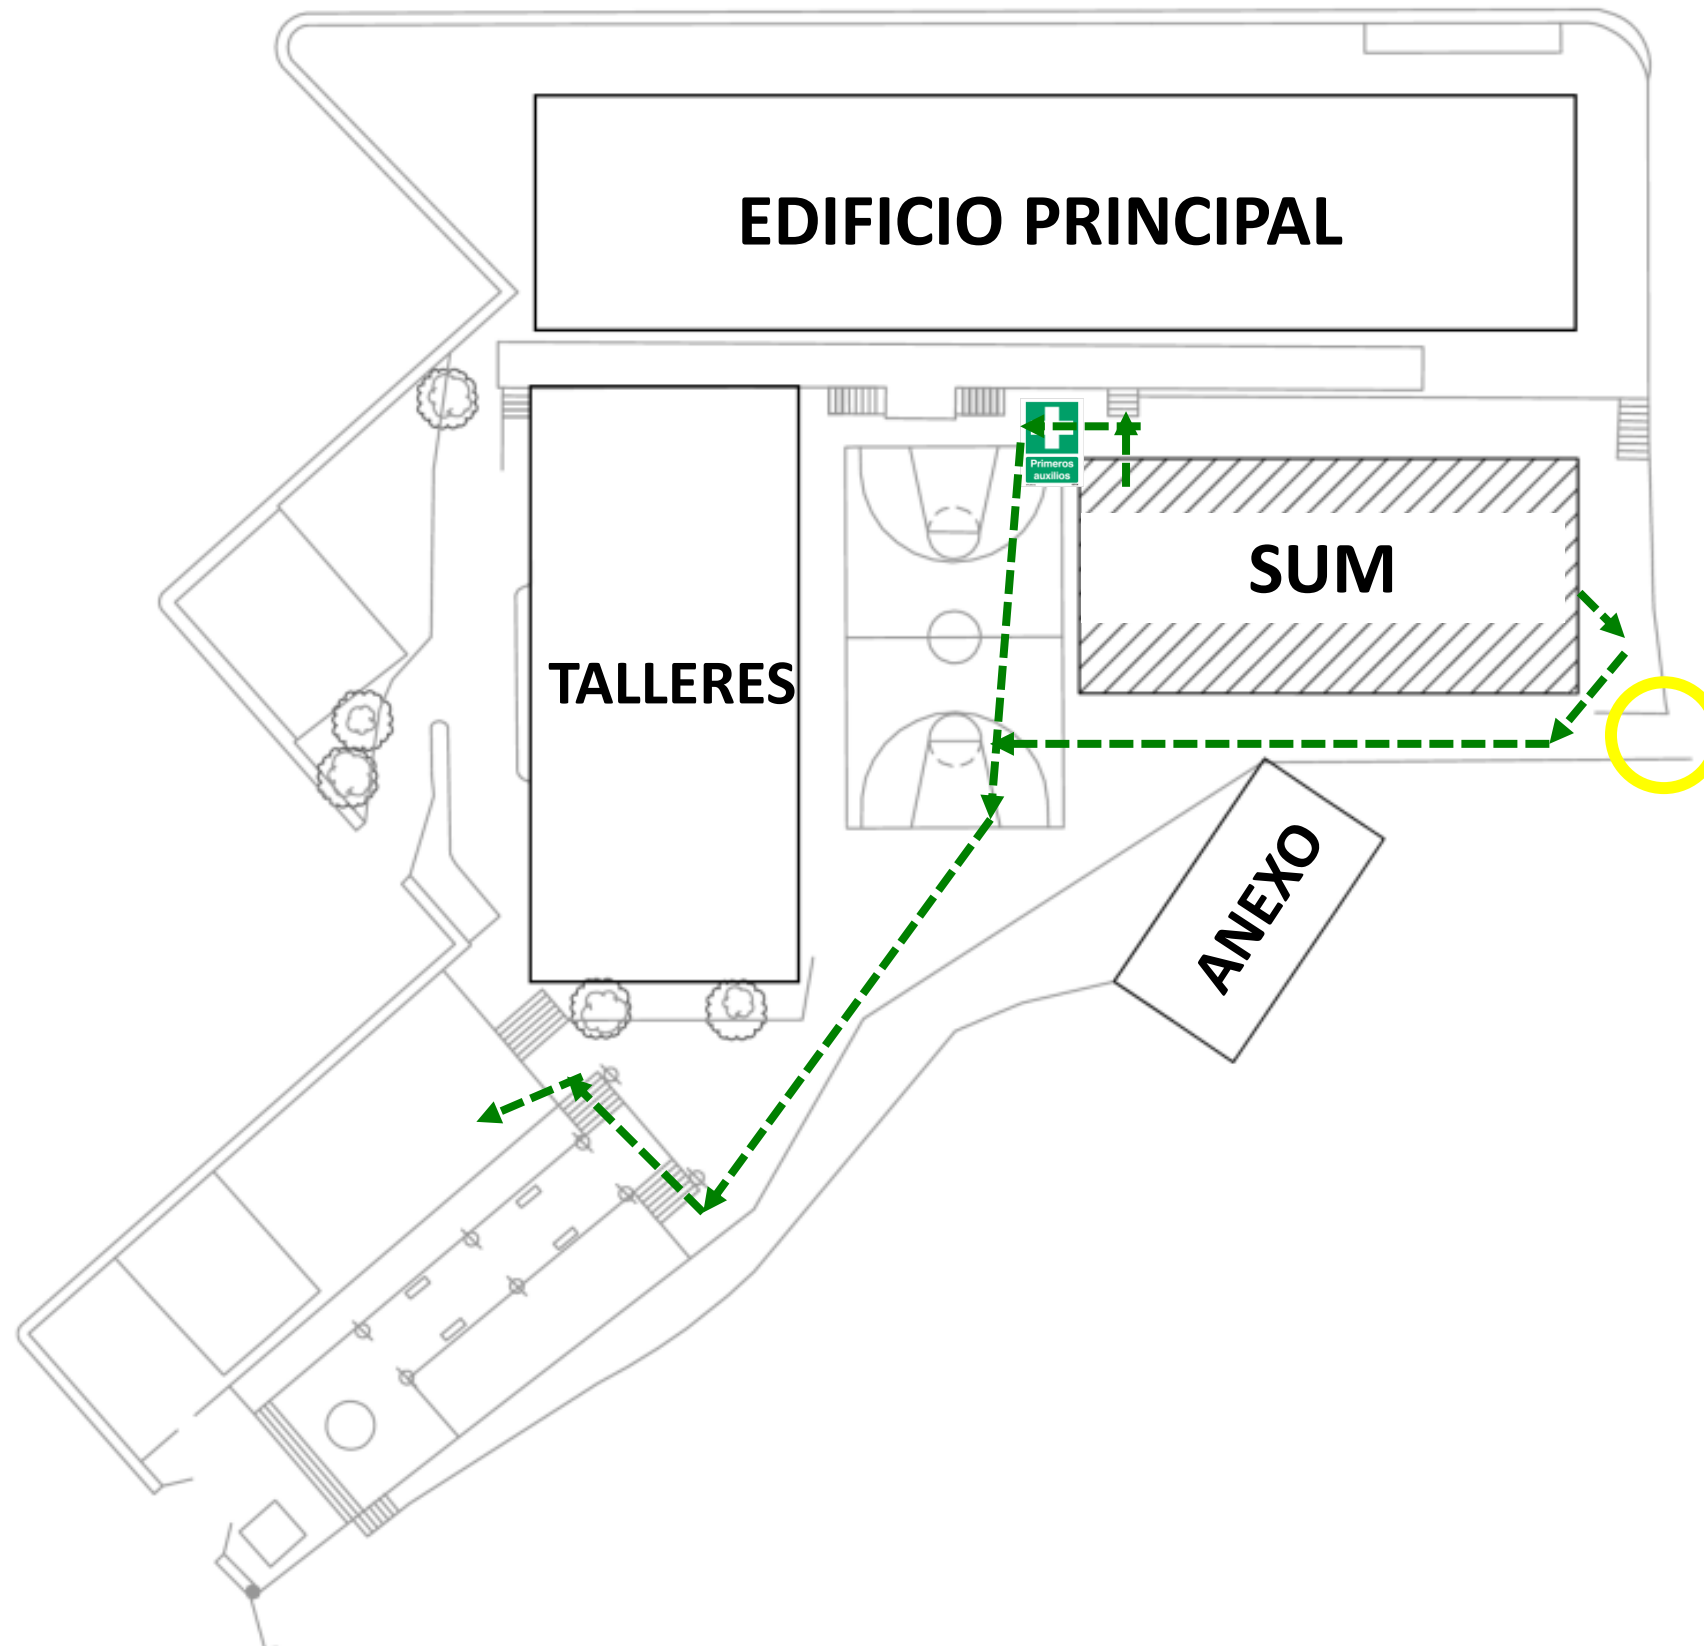 EDIFICIO PRINCIPAL
Primeros
auxilios
SUM
TALLERES
ANEXO